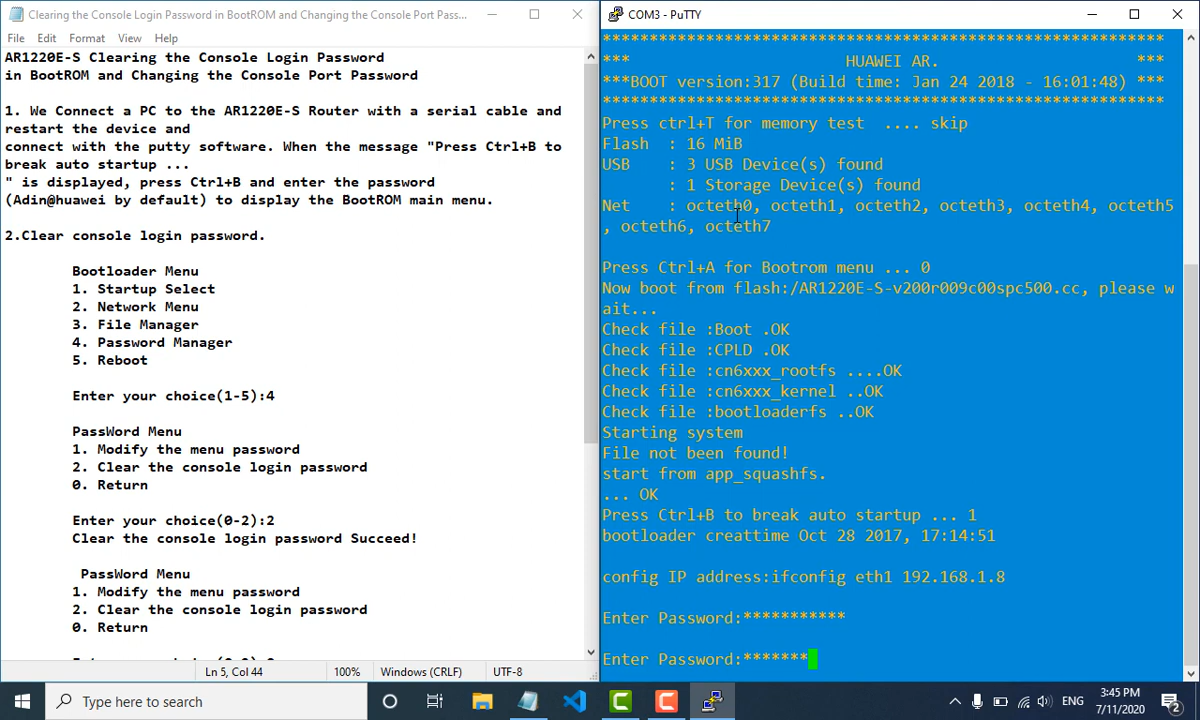 Clearing the Console Login Password in BootROM and Changing the Console Port Pass...
File Edit Format View Help
AR1220E-S Clearing the Console Login Password
in BootROM and Changing the Console Port Password
1. We Connect a PC to the AR1220E-S Router with a serial cable and
restart the device and
connect with the putty software. When the message "Press Ctrl+B to
break auto startup ...
" is displayed, press Ctrl+B and enter the password
(Adin@huawei by default) to display the BootROM main menu.
2.Clear console login password.
Bootloader Menu
1. Startup Select
2. Network Menu
3. File Manager
4. Password Manager
5. Reboot
Enter your choice(1-5):4
PassWord Menu
1. Modify the menu password
2. Clear the console login password
0. Return
Enter your choice(0-2):2
Clear the console login password Succeed!
PassWord Menu
1. Modify the menu password
2. Clear the console login password
0. Return
Ln 5, Col 44 100% Windows (CRLF) UTF-8
COM3 - PuTTY
************************************************************
*** HUAWEI AR. ***
***BOOT version:317 (Build time: Jan 24 2018 - 16:01:48) ***
************************************************************
Press ctrl+T for memory test .... skip
Flash : 16 MiB
USB : 3 USB Device(s) found
: 1 Storage Device(s) found
Net : octeth0, octeth1, octeth2, octeth3, octeth4, octeth5
, octeth6, octeth7
Press Ctrl+A for Bootrom menu ... 0
Now boot from flash:/AR1220E-S-v200r009c00spc500.cc, please w
ait...
Check file :Boot .OK
Check file :CPLD .OK
Check file :cn6xxx_rootfs ....OK
Check file :cn6xxx_kernel ..OK
Check file :bootloaderfs ..OK
Starting system
File not been found!
start from app_squashfs.
... OK
Press Ctrl+B to break auto startup ... 1
bootloader creattime Oct 28 2017, 17:14:51
config IP address:ifconfig eth1 192.168.1.8
Enter Password:***********
Enter Password:*******
Type here to search
ENG
3:45 PM
7/11/2020
2